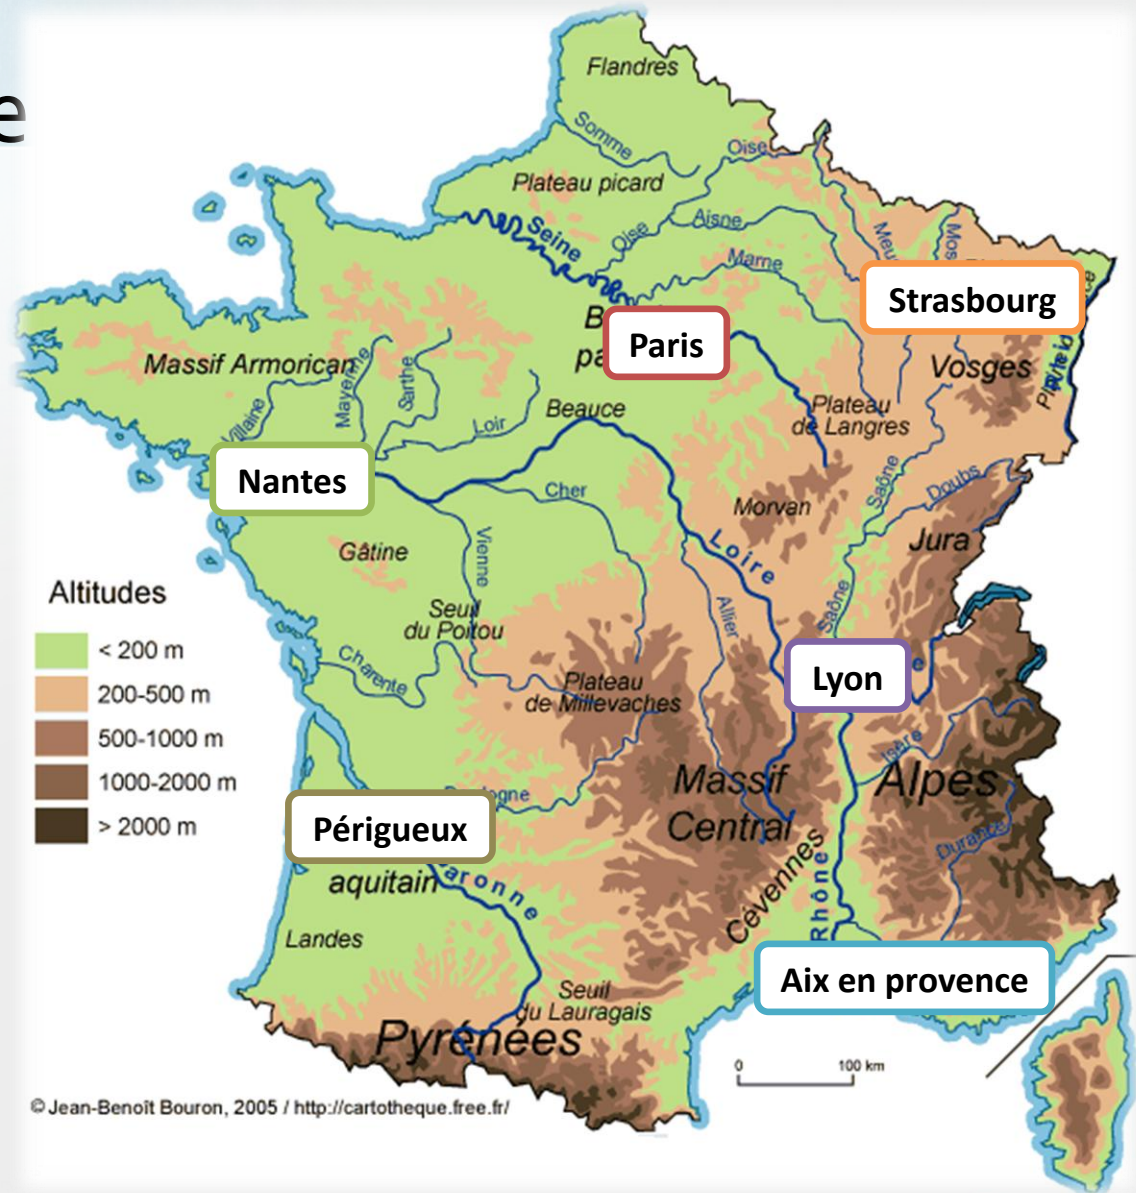 e
Flandres
Somme
Oise
Plateau picard
Seine
Oise
Aisne
Marne
Strasbourg
Paris
Massif Armorican
Mayenne
Sarthe
Vosges
Beauce
Loir
Plateau
de Langres
Nantes
Cher
Saône
Doubs
Morvan
Jura
Gâtine
Vienne
Loire
Altitudes
< 200 m
200-500 m
500-1000 m
1000-2000 m
> 2000 m
Seuil
du Poitou
Allier
Saône
Charente
Plateau
de Millevaches
Lyon
Isère
Massif
Central
Alpes
Périgueux
Durance
aquitain
Cévennes
Rhône
Landes
Aix en provence
Seuil
du Lauragais
Pyrénées
0 100 km
© Jean-Benoît Bouron, 2005 / http://cartotheque.free.fr/